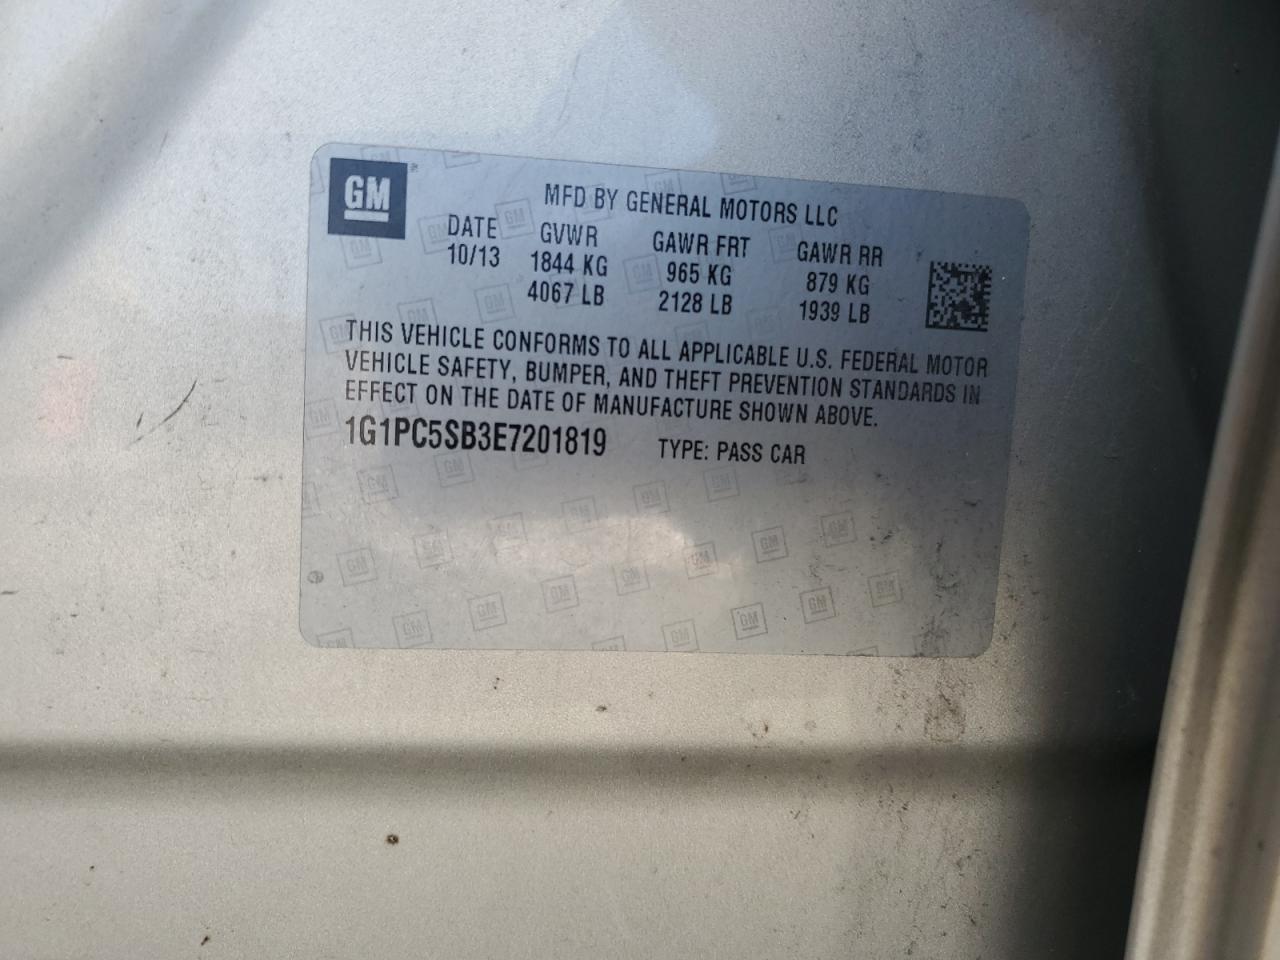 GM
MFD BY GENERAL MOTORS LLC
DATE GVWR GAWR FRT GAWR RR
10/13 1844 KG 965 KG 879 KG
4067 LB 2128 LB 1939 LB
THIS VEHICLE CONFORMS TO ALL APPLICABLE U.S. FEDERAL MOTOR
VEHICLE SAFETY, BUMPER, AND THEFT PREVENTION STANDARDS IN
EFFECT ON THE DATE OF MANUFACTURE SHOWN ABOVE.
1G1PC5SB3E7201819 TYPE: PASS CAR